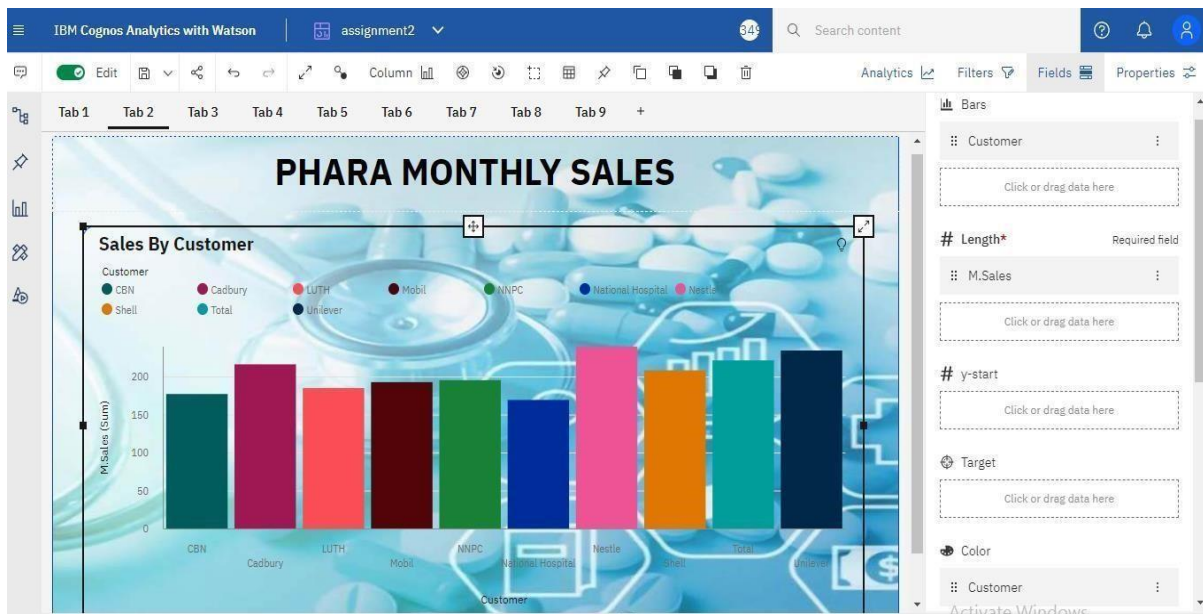 IBM Cognos Analytics with Watson
assignment2
Search content
Edit
Column
Analytics
Filters
Fields
Properties
Tab 1
Tab 2
Tab 3
Tab 4
Tab 5
Tab 6
Tab 7
Tab 8
Tab 9
+
PHARA MONTHLY SALES
Sales By Customer
Customer
CBN
Cadbury
LUTH
Mobil
NNPC
National Hospital
Nestle
Shell
Total
Unilever
M.Sales (Sum)
200
150
100
50
0
CBN
Cadbury
LUTH
Mobil
NNPC
National Hospital
Nestle
Shell
Total
Unilever
Customer
Bars
Customer
Click or drag data here
# Length*
Required field
M.Sales
Click or drag data here
# y-start
Click or drag data here
Target
Click or drag data here
Color
Customer
Activate Windows